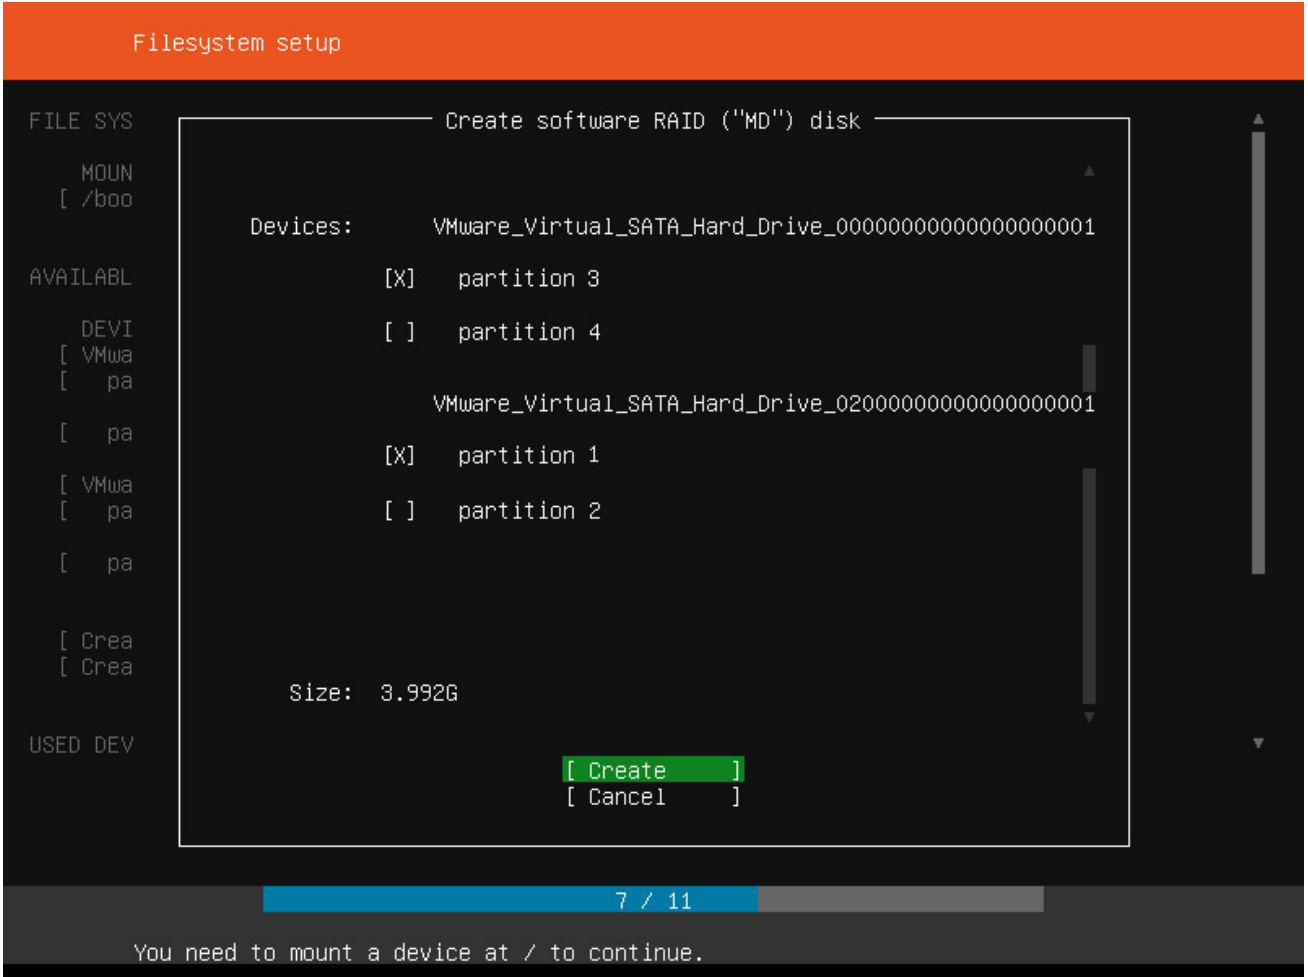 Filesystem setup
FILE SYS
Create software RAID ("MD") disk
MOUN
[ /boo
Devices: VMware_Virtual_SATA_Hard_Drive_00000000000000000001
AVAILABL
[X] partition 3
DEVI
[ ] partition 4
[ VMwa
[ pa
VMware_Virtual_SATA_Hard_Drive_02000000000000000001
[ pa
[X] partition 1
[ VMwa
[ pa
[ ] partition 2
[ pa
[ Crea
[ Crea
Size: 3.992G
USED DEV
[ Create ]
[ Cancel ]
7 / 11
You need to mount a device at / to continue.